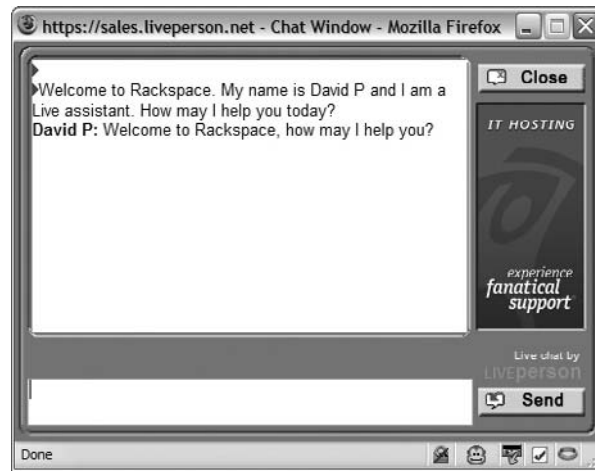 https://sales.liveperson.net - Chat Window - Mozilla Firefox
Welcome to Rackspace. My name is David P and I am a
Live assistant. How may I help you today?
David P: Welcome to Rackspace, how may I help you?
Close
IT HOSTING
experience
fanatical
support
Live chat by
LIVEperson
Send
Done